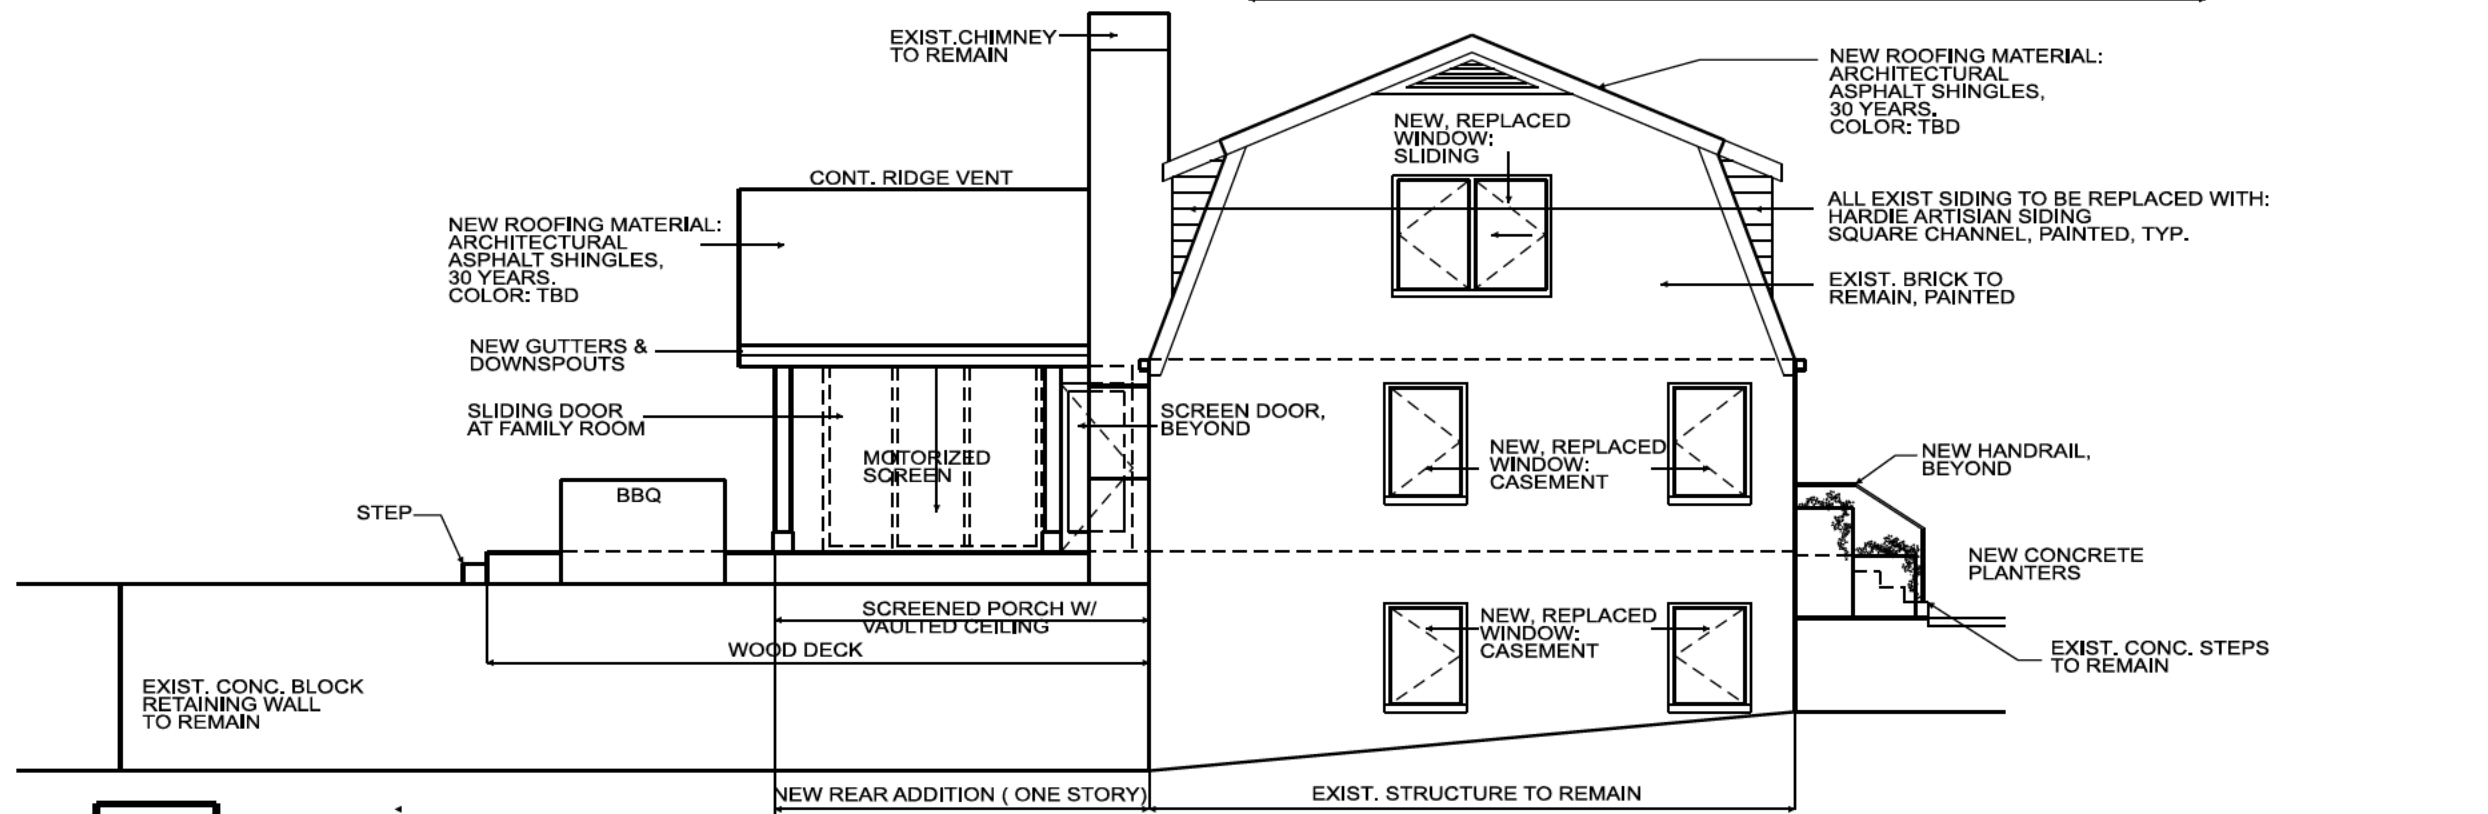 EXIST.CHIMNEY
TO REMAIN
NEW ROOFING MATERIAL:
ARCHITECTURAL
ASPHALT SHINGLES,
30 YEARS.
COLOR: TBD
NEW, REPLACED
WINDOW:
SLIDING
CONT. RIDGE VENT
ALL EXIST SIDING TO BE REPLACED WITH:
HARDIE ARTISIAN SIDING
SQUARE CHANNEL, PAINTED, TYP.
NEW ROOFING MATERIAL:
ARCHITECTURAL
ASPHALT SHINGLES,
30 YEARS.
COLOR: TBD
EXIST. BRICK TO
REMAIN, PAINTED
NEW GUTTERS &
DOWNSPOUTS
SLIDING DOOR
AT FAMILY ROOM
SCREEN DOOR,
BEYOND
MOTORIZED
SCREEN
NEW, REPLACED
WINDOW:
CASEMENT
NEW HANDRAIL,
BEYOND
BBQ
STEP
NEW CONCRETE
PLANTERS
SCREENED PORCH W/
VAULTED CEILING
NEW, REPLACED
WINDOW:
CASEMENT
WOOD DECK
EXIST. CONC. STEPS
TO REMAIN
EXIST. CONC. BLOCK
RETAINING WALL
TO REMAIN
NEW REAR ADDITION ( ONE STORY)
EXIST. STRUCTURE TO REMAIN